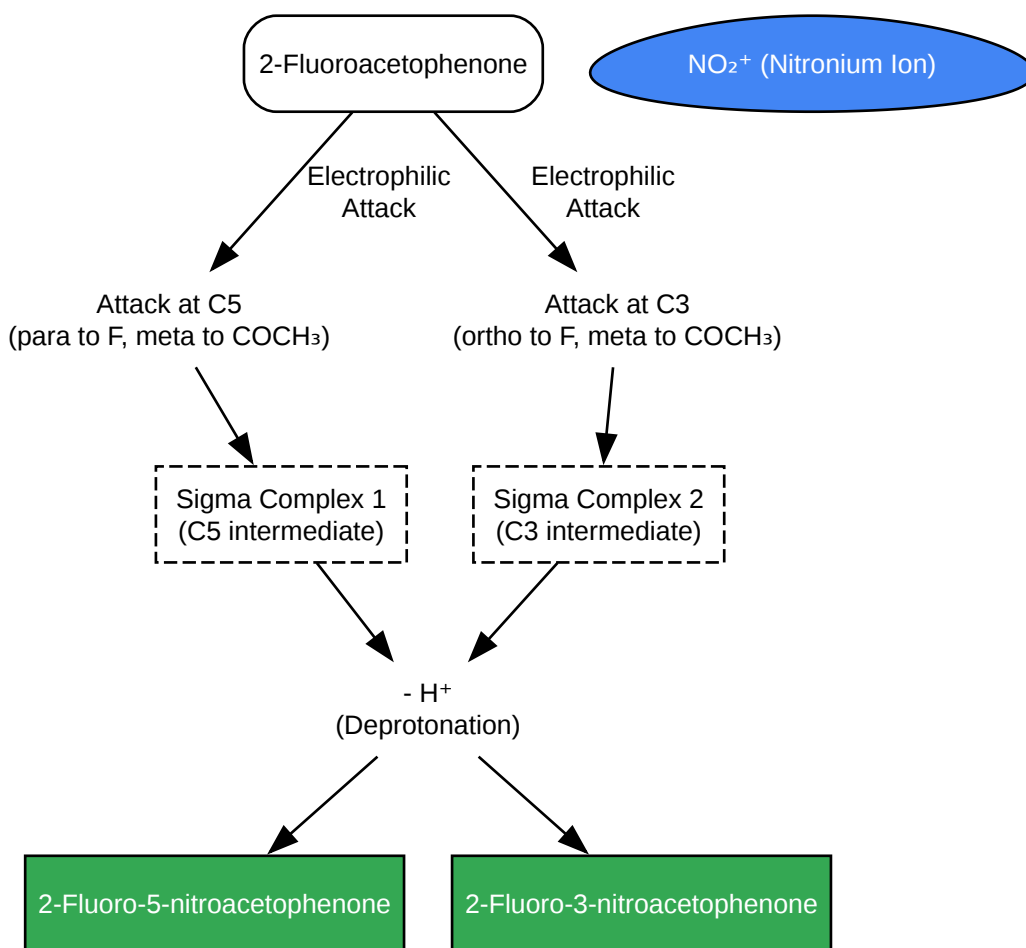 2-Fluoroacetophenone
NO₂⁺ (Nitronium Ion)
Electrophilic
Attack
Electrophilic
Attack
Attack at C5
(para to F, meta to COCH₃)
Attack at C3
(ortho to F, meta to COCH₃)
Sigma Complex 1
(C5 intermediate)
Sigma Complex 2
(C3 intermediate)
- H⁺
(Deprotonation)
2-Fluoro-5-nitroacetophenone
2-Fluoro-3-nitroacetophenone